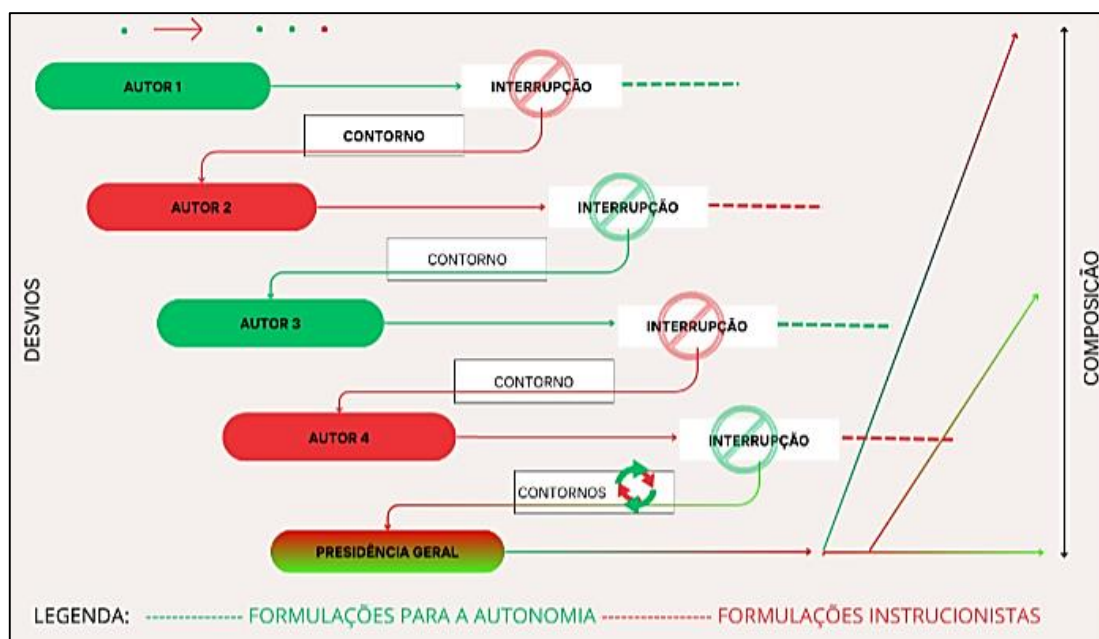 AUTOR 1
INTERRUPÇÃO
CONTORNO
AUTOR 2
INTERRUPÇÃO
CONTORNO
AUTOR 3
INTERRUPÇÃO
CONTORNO
AUTOR 4
INTERRUPÇÃO
CONTORNOS
PRESIDÊNCIA GERAL
DESVIOS
COMPOSIÇÃO
LEGENDA: FORMULAÇÕES PARA A AUTONOMIA FORMULAÇÕES INSTRUCIONISTAS